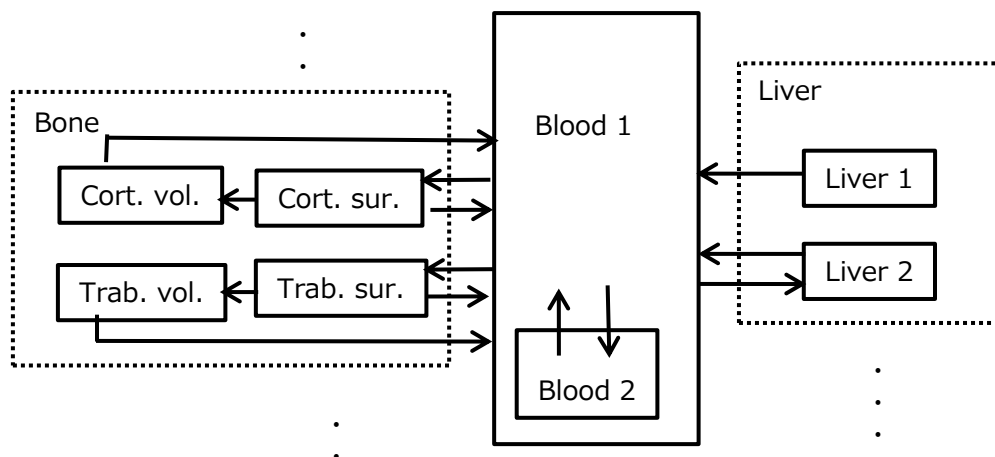 Bone
Cort. vol.
Cort. sur.
Trab. vol.
Trab. sur.
Blood 1
Blood 2
Liver
Liver 1
Liver 2